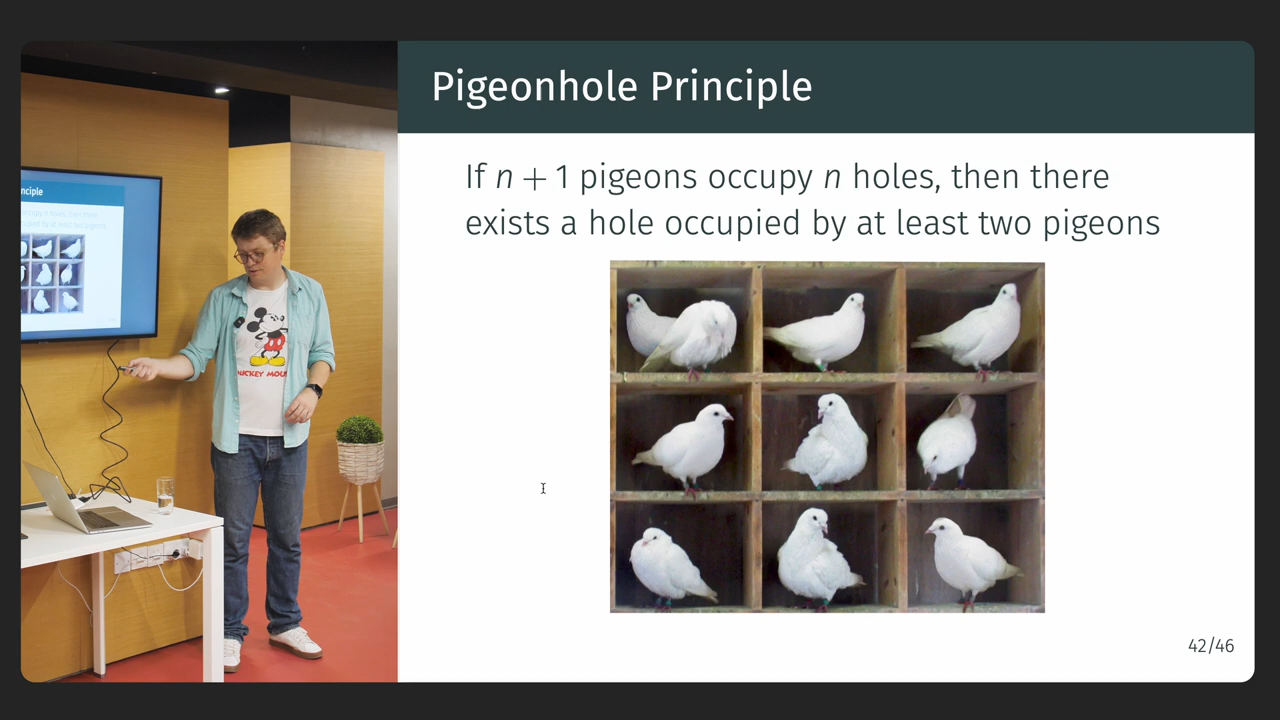 Pigeonhole Principle
If n + 1 pigeons occupy n holes, then there
exists a hole occupied by at least two pigeons
42/46